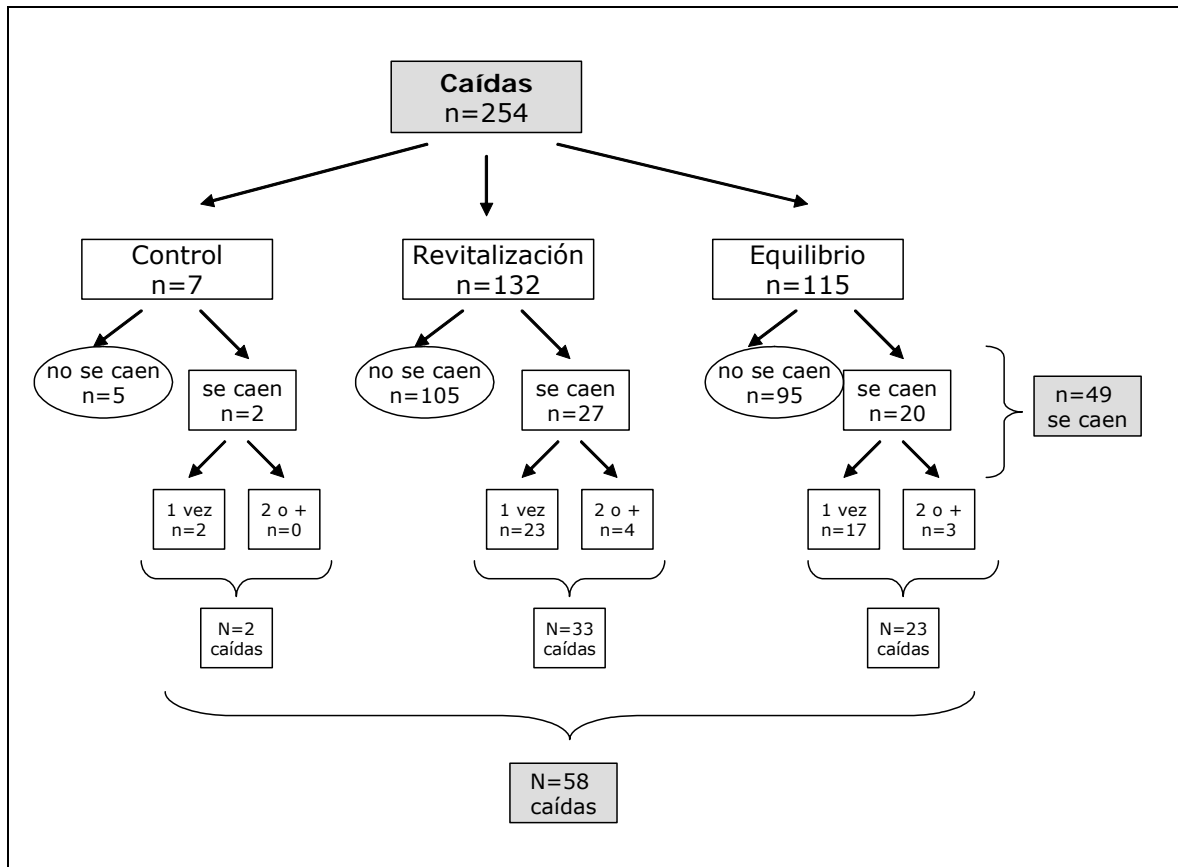 Caídas
n=254
Control
n=7
Revitalización
n=132
Equilibrio
n=115
no se caen
n=5
se caen
n=2
no se caen
n=105
se caen
n=27
no se caen
n=95
se caen
n=20
n=49
se caen
1 vez
n=2
2 o +
n=0
1 vez
n=23
2 o +
n=4
1 vez
n=17
2 o +
n=3
N=2
caídas
N=33
caídas
N=23
caídas
N=58
caídas